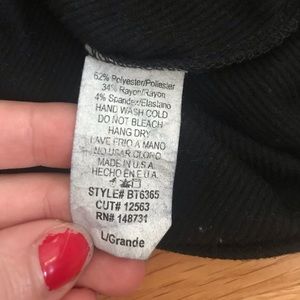 62% Polyester/Poliester
34% Rayon/Rayon
4% Spandex/Elastano
HAND WASH COLD
DO NOT BLEACH
HANG DRY
LAVE FRIO A MANO
NO USAR CLORO
MADE IN U.S.A
HECHO EN E.U.A.
STYLE# BT6365
CUT# 12563
RN# 148731
L/Grande